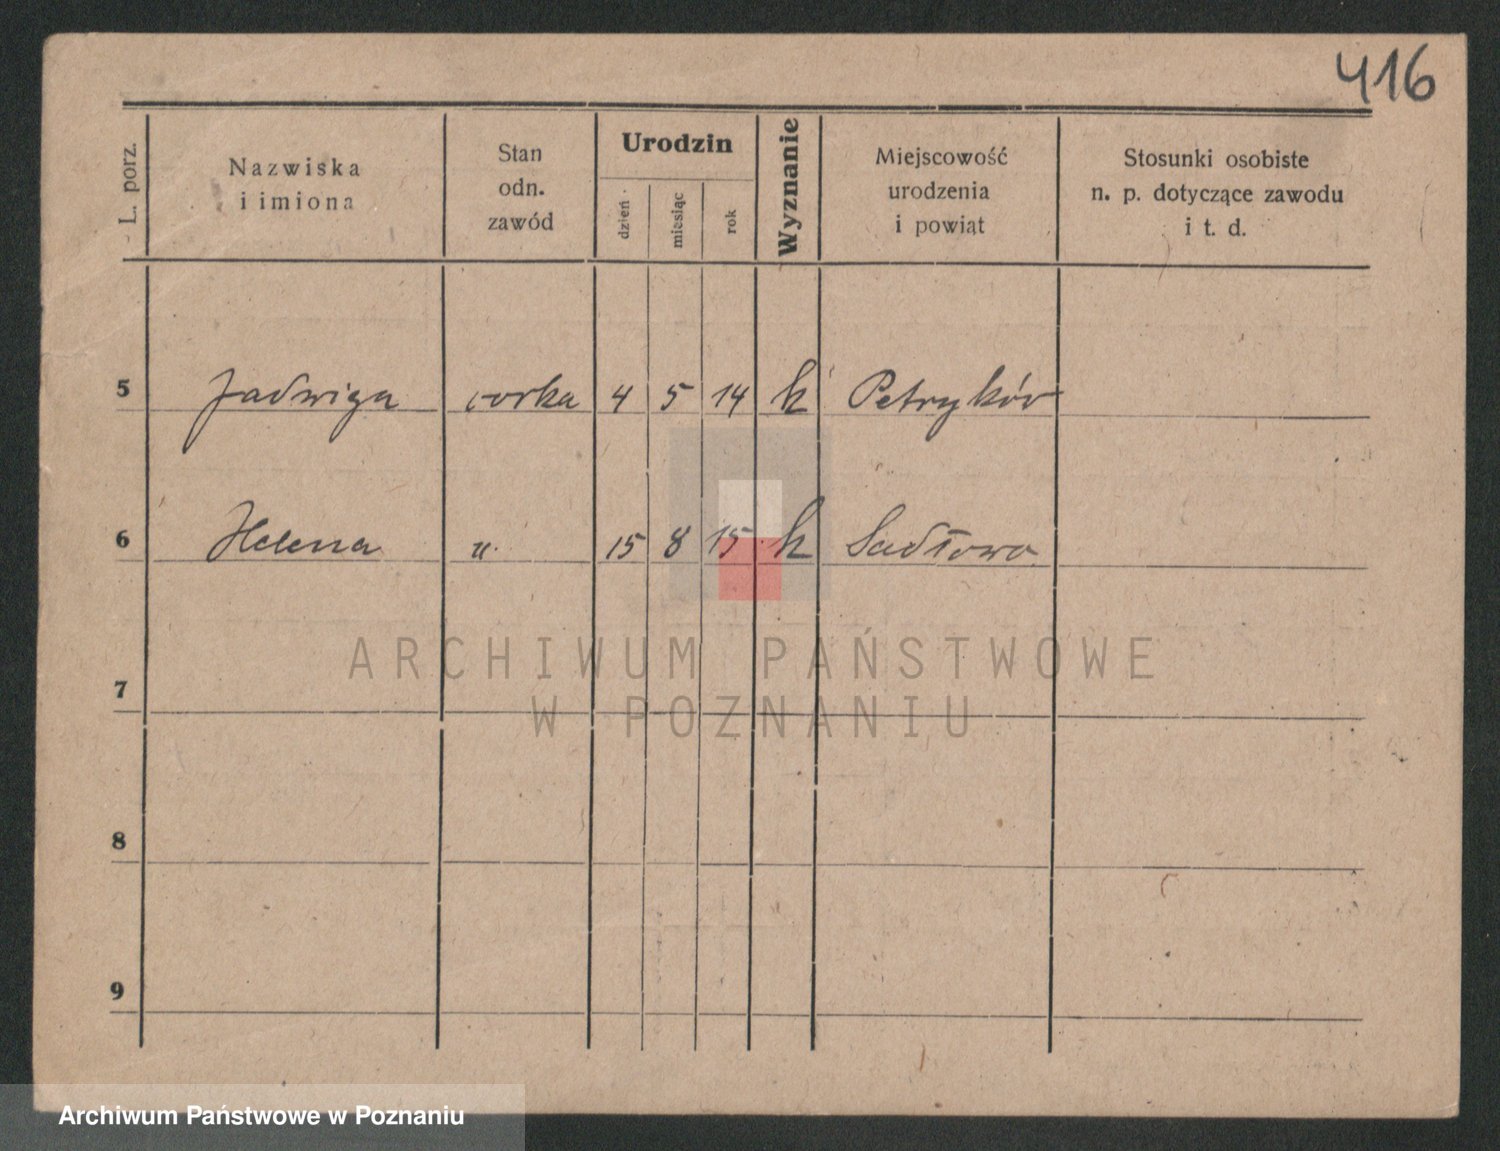 416
L. porz.
Nazwiska
i imiona
Stan
odn.
zawód
Urodzin
dzień
miesiąc
rok
Wyznanie
Miejscowość
urodzenia
i powiat
Stosunki osobiste
n. p. dotyczące zawodu
i t. d.
5 Jadwiga corka 4 5 14 k Petryków
6 Helena u. 15 8 15 k Sadłowo
7
8
9
ARCHIWUM PAŃSTWOWE
W POZNANIU
Archiwum Państwowe w Poznaniu